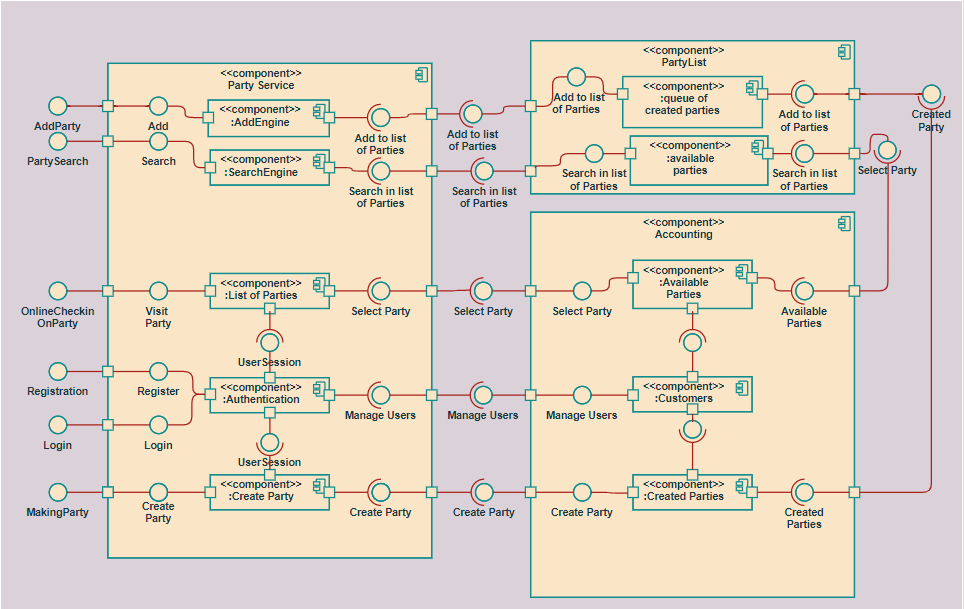 <<component>>
Party Service
AddParty
Add
<<component>>
:AddEngine
Add to list
of Parties
Add to list
of Parties
PartySearch
Search
<<component>>
:SearchEngine
Search in list
of Parties
Search in list
of Parties
OnlineCheckin
OnParty
Visit
Party
<<component>>
:List of Parties
Select Party
Select Party
UserSession
Registration
Register
<<component>>
:Authentication
Manage Users
Manage Users
Login
Login
UserSession
MakingParty
Create
Party
<<component>>
:Create Party
Create Party
Create Party
<<component>>
PartyList
Add to list
of Parties
<<component>>
:queue of
created parties
Add to list
of Parties
Created
Party
Search in list
of Parties
<<component>>
:available
parties
Search in list
of Parties
Select Party
<<component>>
Accounting
Select Party
<<component>>
:Available
Parties
Available
Parties
Manage Users
<<component>>
:Customers
Create Party
<<component>>
:Created Parties
Created
Parties